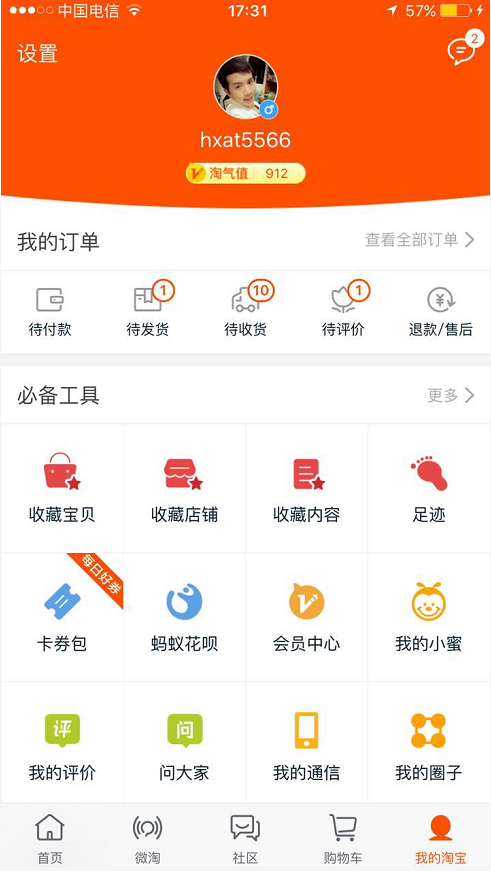 中国电信 17:31 57%
设置 2
hxat5566
淘气值 912
我的订单 查看全部订单
1 10 1
待付款 待发货 待收货 待评价 退款/售后
必备工具 更多
收藏宝贝 收藏店铺 收藏内容 足迹
每日好券
卡券包 蚂蚁花呗 会员中心 我的小蜜
评 问
我的评价 问大家 我的通信 我的圈子
首页 微淘 社区 购物车 我的淘宝